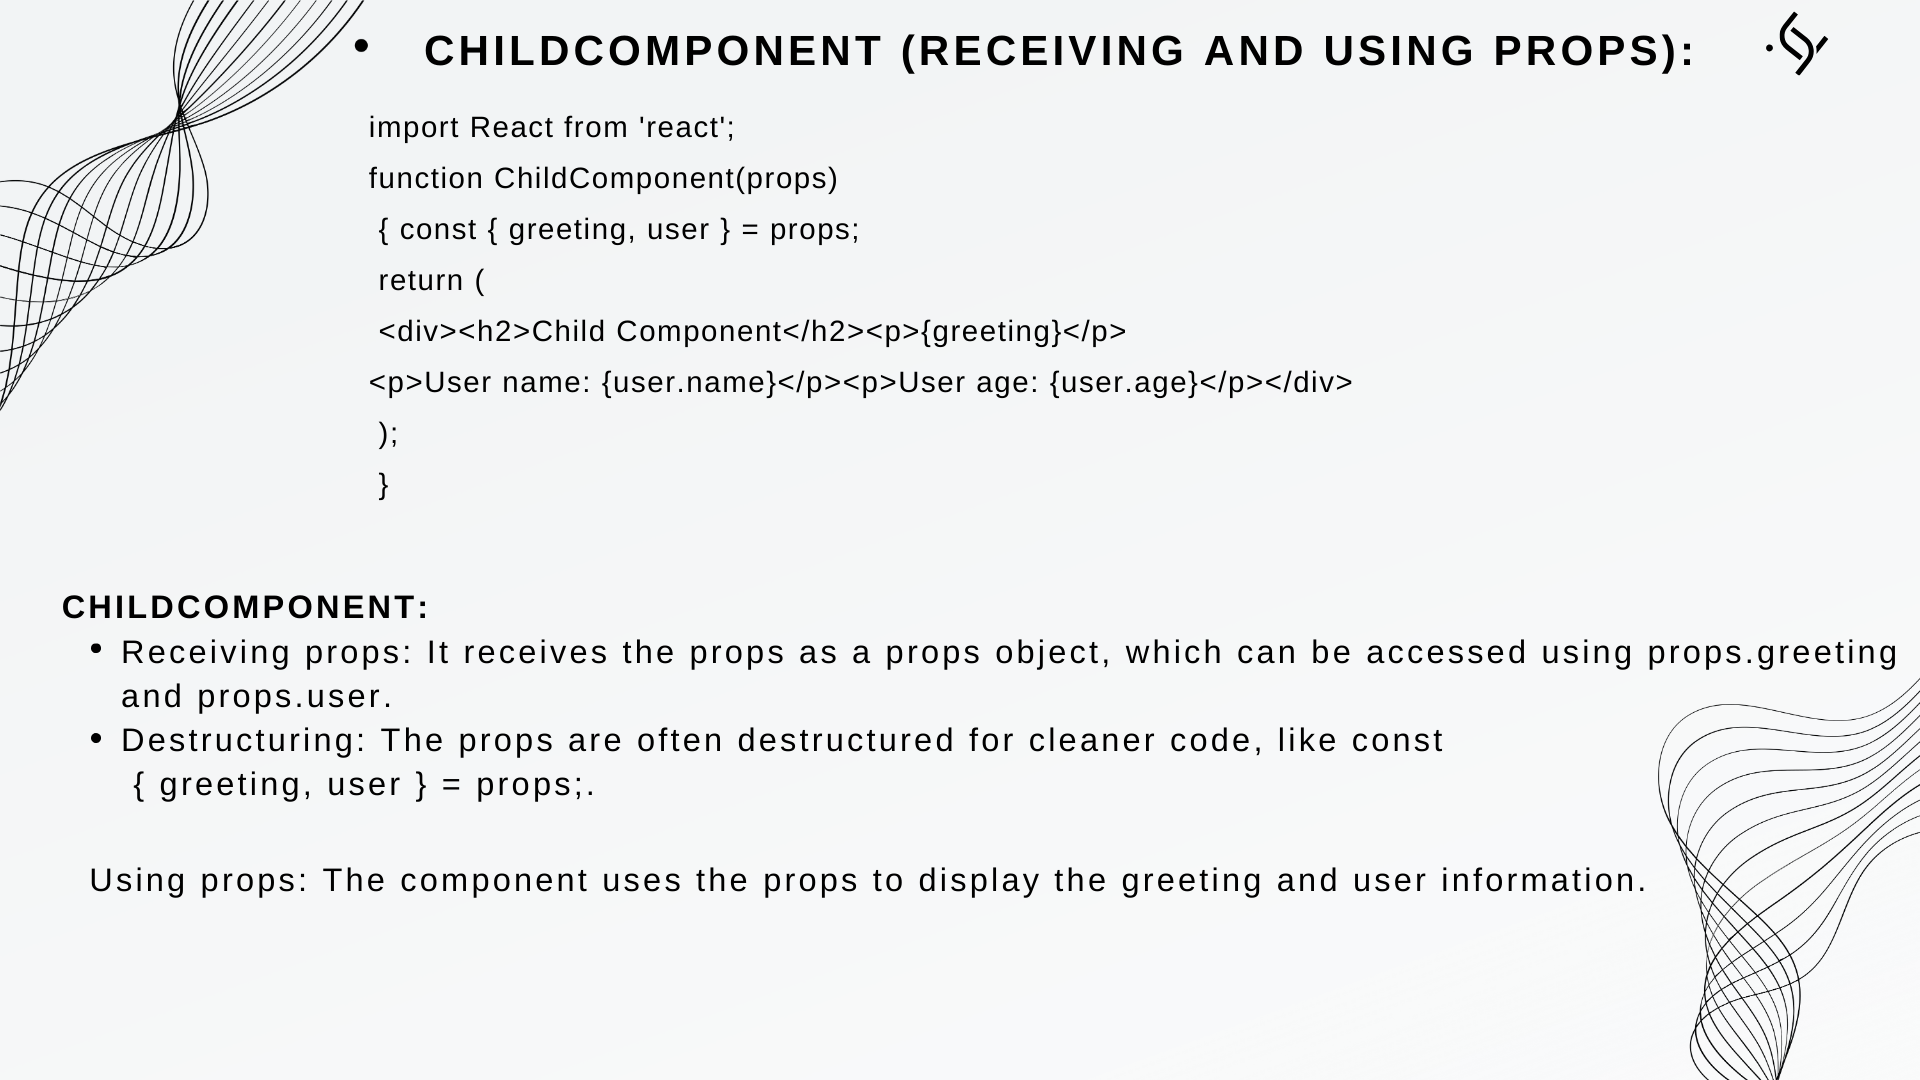 • CHILDCOMPONENT (RECEIVING AND USING PROPS):
import React from 'react';
function ChildComponent(props)
{ const { greeting, user } = props;
return (
<div><h2>Child Component</h2><p>{greeting}</p>
<p>User name: {user.name}</p><p>User age: {user.age}</p></div>
);
}
CHILDCOMPONENT:
• Receiving props: It receives the props as a props object, which can be accessed using props.greeting
and props.user.
• Destructuring: The props are often destructured for cleaner code, like const
{ greeting, user } = props;.
Using props: The component uses the props to display the greeting and user information.